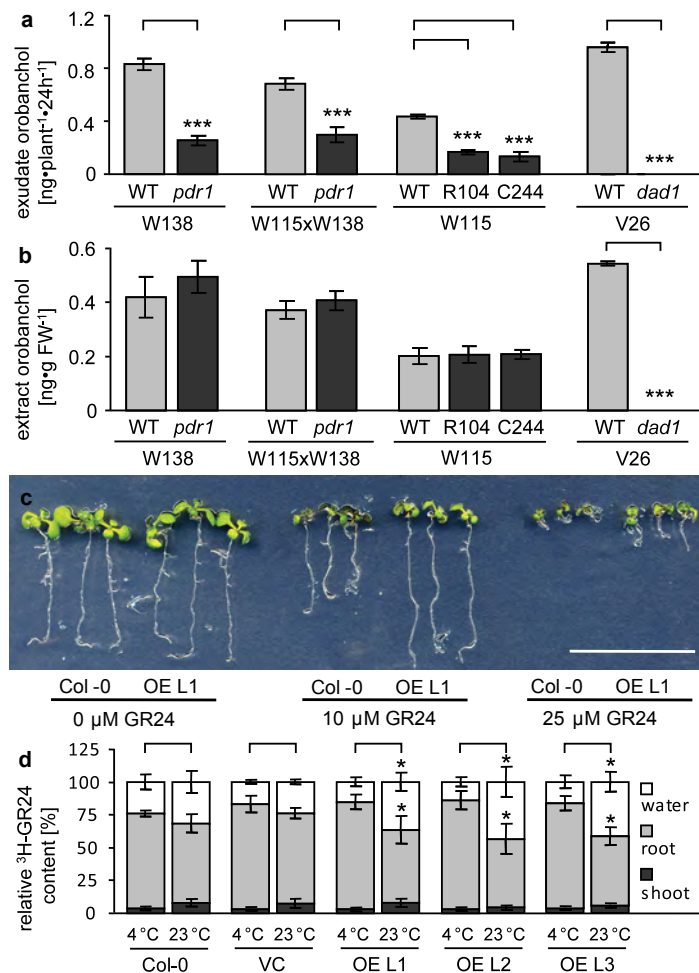 a
exudate orobanchol
[ng•plant⁻¹•24h⁻¹]
1.2
0.8
0.4
0
*** *** *** *** ***
WT pdr1 WT pdr1 WT R104 C244 WT dad1
W138 W115xW138 W115 V26
b
extract orobanchol
[ng•g FW⁻¹]
0.6
0.4
0.2
0
***
WT pdr1 WT pdr1 WT R104 C244 WT dad1
W138 W115xW138 W115 V26
c
Col -0 OE L1 Col -0 OE L1 Col -0 OE L1
0 µM GR24 10 µM GR24 25 µM GR24
d
relative ³H-GR24
content [%]
125
100
75
50
25
0
* * *
* * *
water
root
shoot
4 °C 23 °C 4 °C 23 °C 4 °C 23 °C 4 °C 23 °C 4 °C 23 °C
Col-0 VC OE L1 OE L2 OE L3